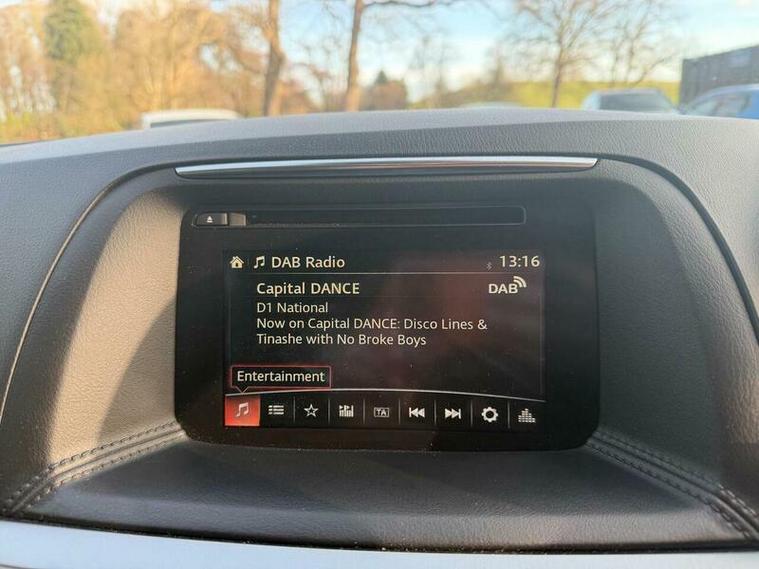 DAB Radio 13:16
Capital DANCE DAB
D1 National
Now on Capital DANCE: Disco Lines &
Tinashe with No Broke Boys
Entertainment
TA